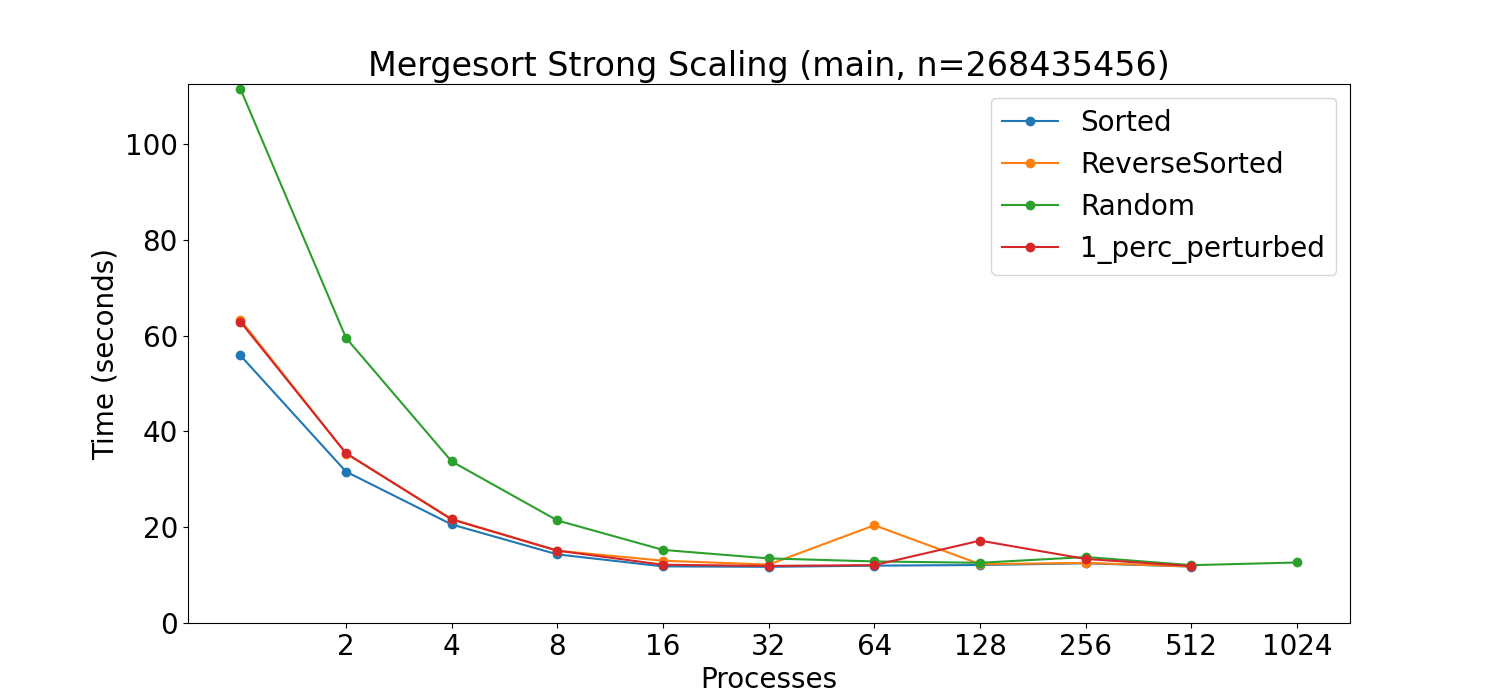 Mergesort Strong Scaling (main, n=268435456)
Sorted
ReverseSorted
Random
1_perc_perturbed
Time (seconds)
100
80
60
40
20
0
2 4 8 16 32 64 128 256 512 1024
Processes